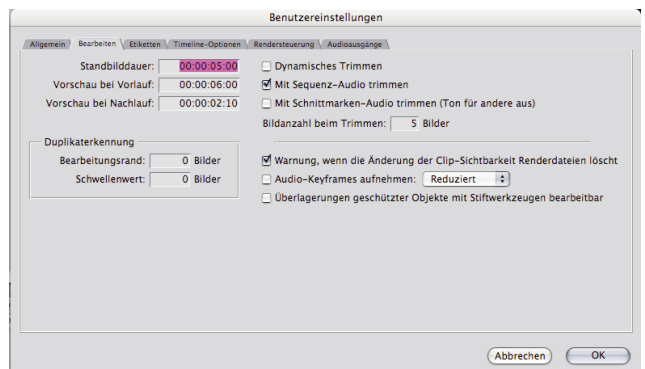 Benutzereinstellungen
Allgemein Bearbeiten Etiketten Timeline-Optionen Rendersteuerung Audioausgänge
Standbilddauer: 00:00:05:00
Vorschau bei Vorlauf: 00:00:06:00
Vorschau bei Nachlauf: 00:00:02:10
Duplikaterkennung
Bearbeitungsrand: 0 Bilder
Schwellenwert: 0 Bilder
Dynamisches Trimmen
Mit Sequenz-Audio trimmen
Mit Schnittmarken-Audio trimmen (Ton für andere aus)
Bildanzahl beim Trimmen: 5 Bilder
Warnung, wenn die Änderung der Clip-Sichtbarkeit Renderdateien löscht
Audio-Keyframes aufnehmen: Reduziert
Überlagerungen geschützter Objekte mit Stiftwerkzeugen bearbeitbar
Abbrechen OK